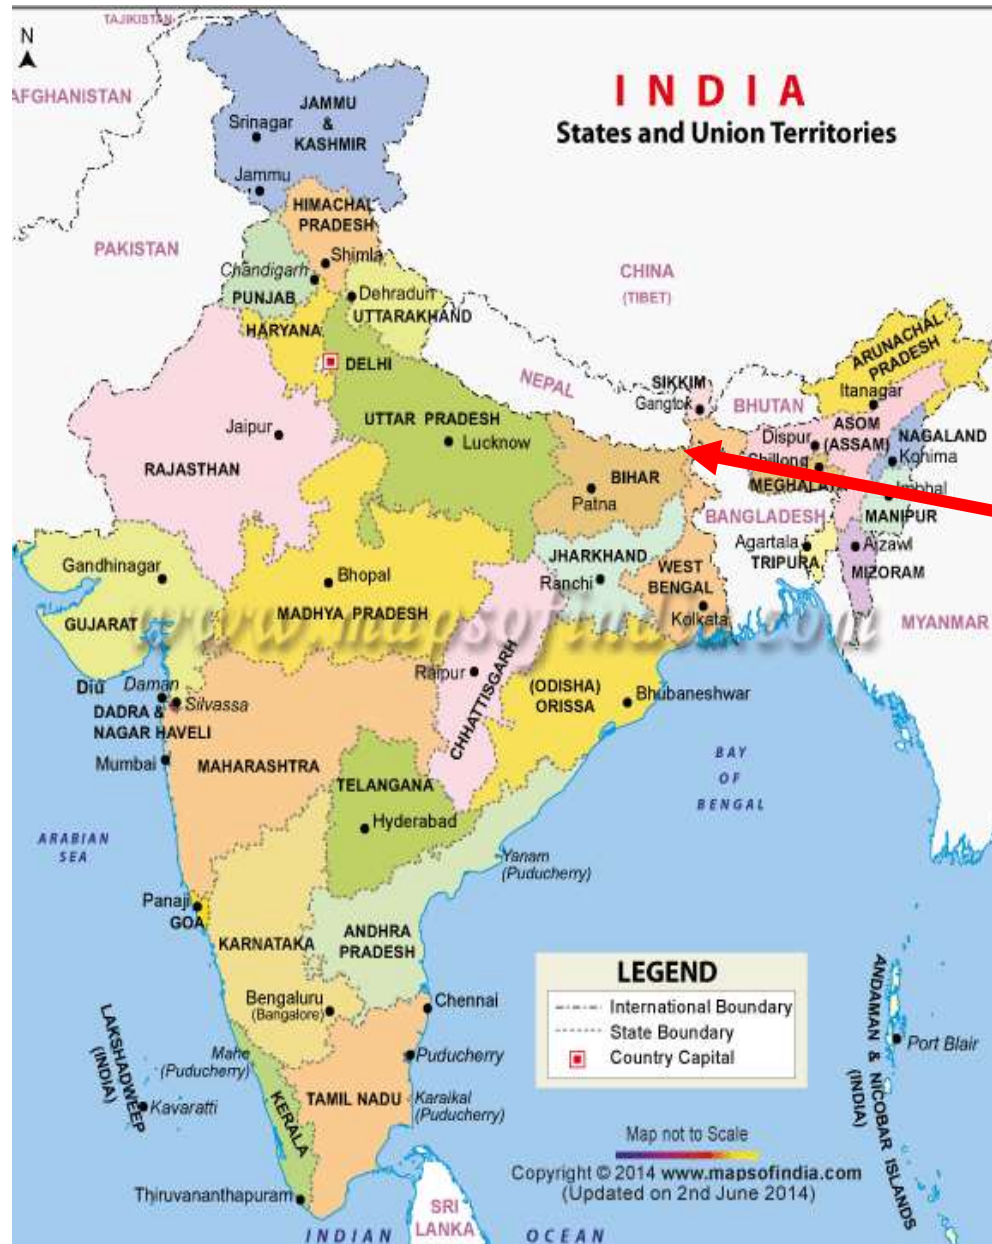 TAJIKISTAN
N
AFGHANISTAN
INDIA
States and Union Territories
JAMMU
&
KASHMIR
Srinagar
Jammu
HIMACHAL
PRADESH
Shimla
PAKISTAN
Chandigarh
PUNJAB
Dehradun
UTTARAKHAND
HARYANA
DELHI
CHINA
(TIBET)
NEPAL
SIKKIM
Gangtok
BHUTAN
ARUNACHAL
PRADESH
Itanagar
UTTAR PRADESH
Lucknow
Jaipur
RAJASTHAN
Dispur
ASOM
(ASSAM)
NAGALAND
Kohima
Shillong
MEGHALAYA
Imphal
MANIPUR
BIHAR
Patna
BANGLADESH
Agartala
TRIPURA
Aizawl
MIZORAM
JHARKHAND
Ranchi
WEST
BENGAL
Kolkata
Gandhinagar
GUJARAT
Bhopal
MADHYA PRADESH
www.mapsofindia.com
MYANMAR
Raipur
CHHATTISGARH
(ODISHA)
ORISSA
Bhubaneshwar
Diu
Daman
Silvassa
DADRA &
NAGAR HAVELI
Mumbai
MAHARASHTRA
TELANGANA
Hyderabad
BAY
OF
BENGAL
ARABIAN
SEA
Yanam
(Puducherry)
Panaji
GOA
KARNATAKA
ANDHRA
PRADESH
Bengaluru
(Bangalore)
Chennai
LEGEND
International Boundary
State Boundary
Country Capital
ANDAMAN & NICOBAR ISLANDS
(INDIA)
Port Blair
LAKSHADWEEP
(INDIA)
Kavaratti
Mahe
(Puducherry)
Puducherry
KERALA
TAMIL NADU
Karaikal
(Puducherry)
Thiruvananthapuram
Map not to Scale
Copyright © 2014 www.mapsofindia.com
(Updated on 2nd June 2014)
SRI
LANKA
INDIAN OCEAN